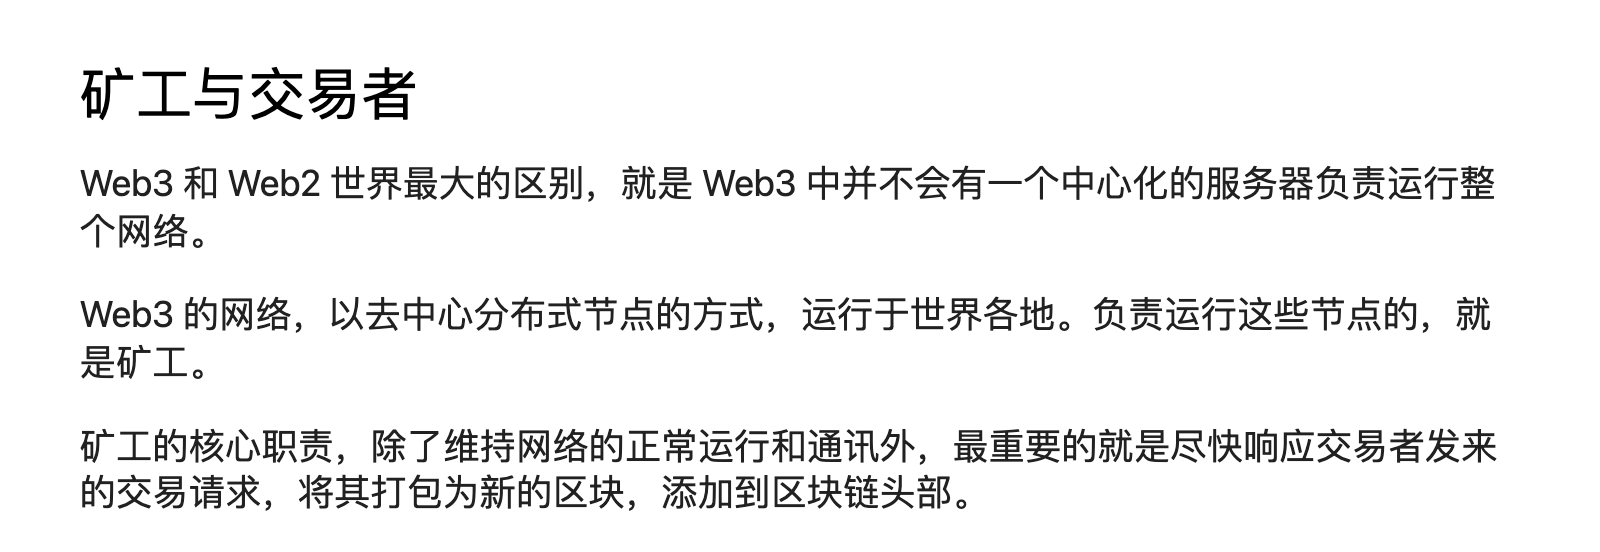 矿工与交易者
Web3 和 Web2 世界最大的区别，就是 Web3 中并不会有一个中心化的服务器负责运行整
个网络。
Web3 的网络，以去中心分布式节点的方式，运行于世界各地。负责运行这些节点的，就
是矿工。
矿工的核心职责，除了维持网络的正常运行和通讯外，最重要的就是尽快响应交易者发来
的交易请求，将其打包为新的区块，添加到区块链头部。